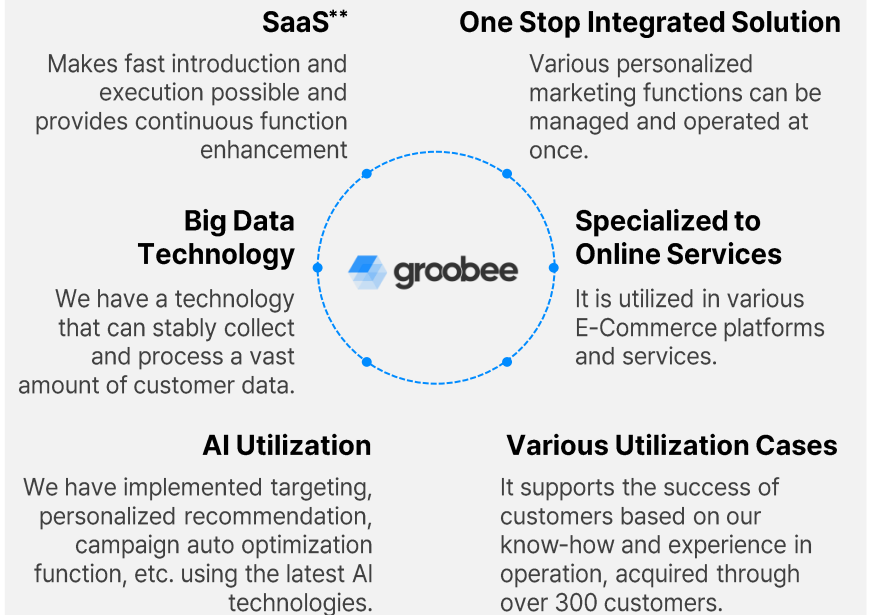 SaaS**
Makes fast introduction and
execution possible and
provides continuous function
enhancement
One Stop Integrated Solution
Various personalized
marketing functions can be
managed and operated at
once.
Big Data
Technology
We have a technology
that can stably collect
and process a vast
amount of customer data.
groobee
Specialized to
Online Services
It is utilized in various
E-Commerce platforms
and services.
AI Utilization
We have implemented targeting,
personalized recommendation,
campaign auto optimization
function, etc. using the latest AI
technologies.
Various Utilization Cases
It supports the success of
customers based on our
know-how and experience in
operation, acquired through
over 300 customers.